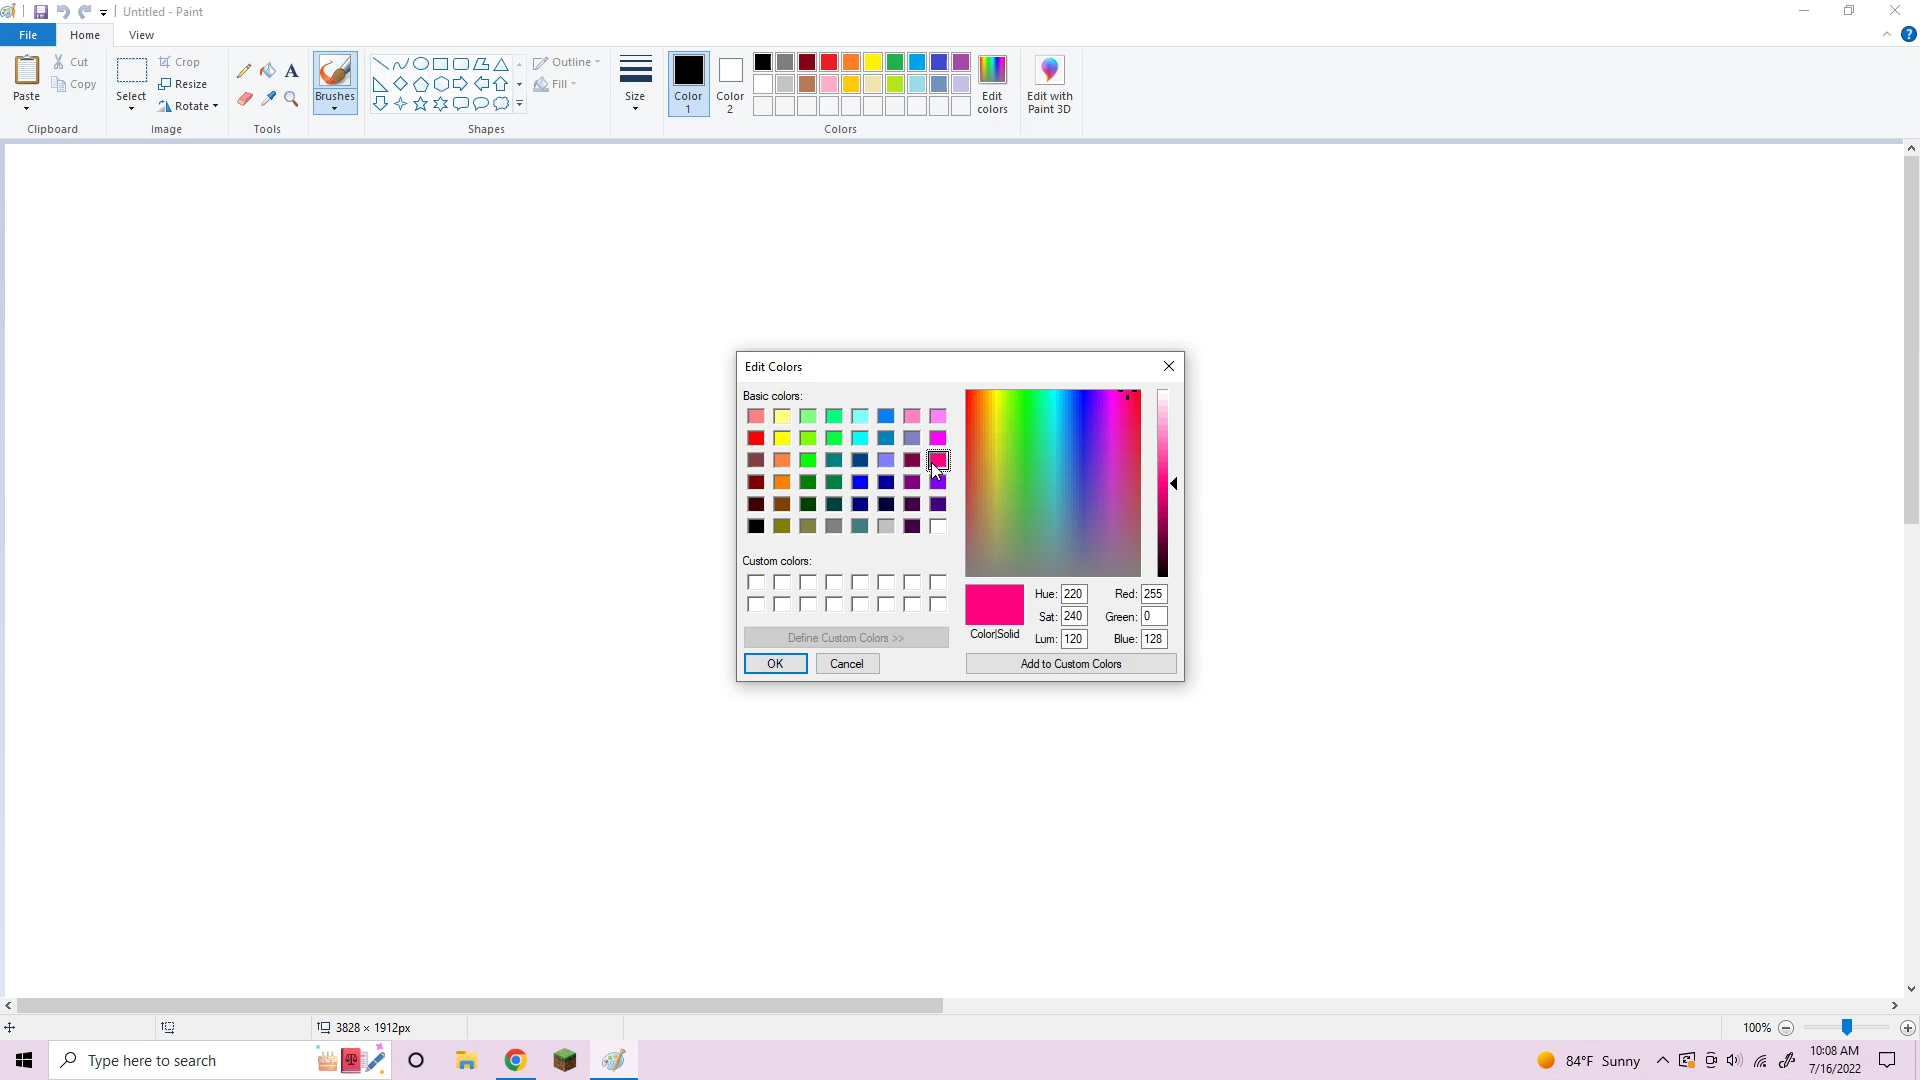 Untitled - Paint
File Home View
Paste Cut Copy Clipboard
Select Crop Resize Rotate Image
A Tools
Brushes
Outline Fill Shapes
Size
Color 1 Color 2 Edit colors Colors
Edit with Paint 3D
Edit Colors
Basic colors:
Custom colors:
Define Custom Colors >>
OK Cancel
Color|Solid
Hue: 220 Red: 255
Sat: 240 Green: 0
Lum: 120 Blue: 128
Add to Custom Colors
3828 × 1912px 100%
Type here to search
84°F Sunny 10:08 AM
7/16/2022